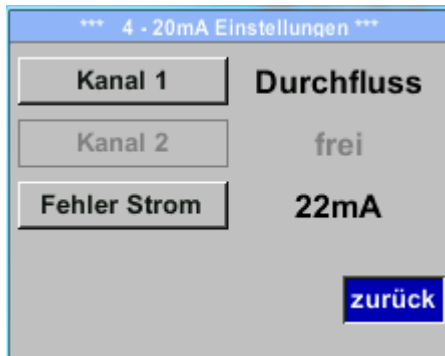 *** 4 - 20mA Einstellungen ***
Kanal 1 Durchfluss
Kanal 2 frei
Fehler Strom 22mA
zurück